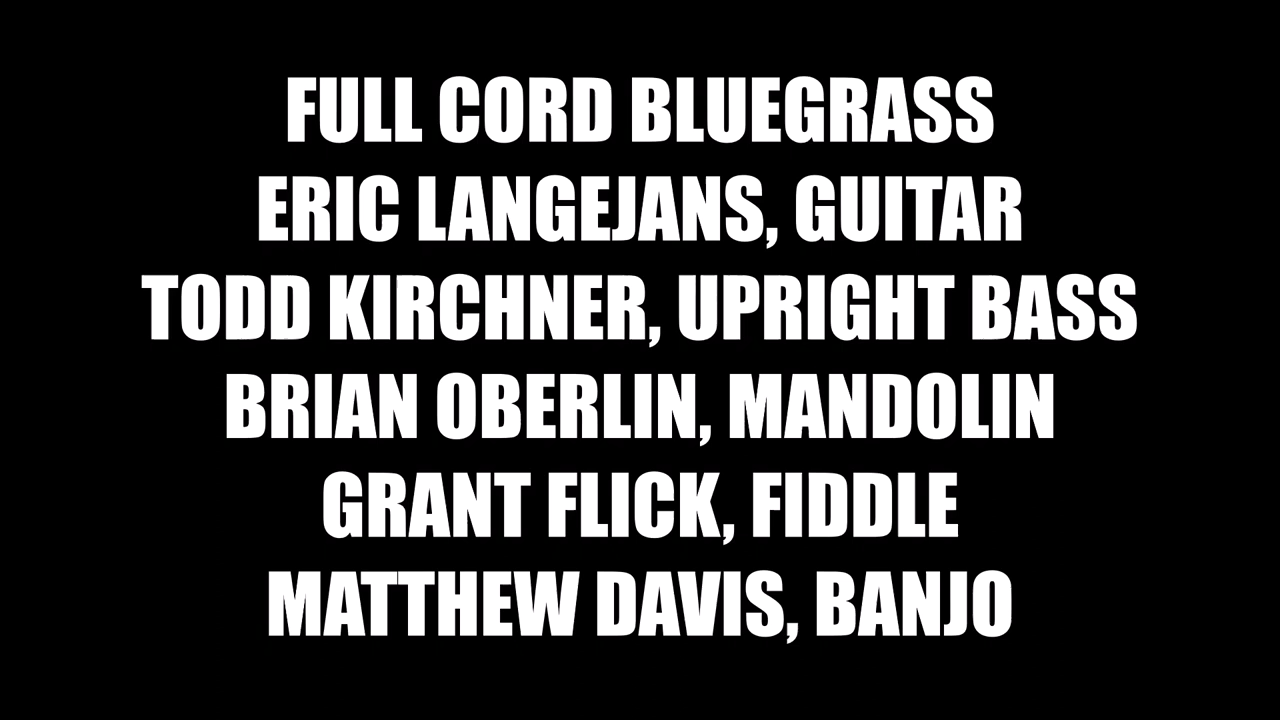 FULL CORD BLUEGRASS
ERIC LANGEJANS, GUITAR
TODD KIRCHNER, UPRIGHT BASS
BRIAN OBERLIN, MANDOLIN
GRANT FLICK, FIDDLE
MATTHEW DAVIS, BANJO